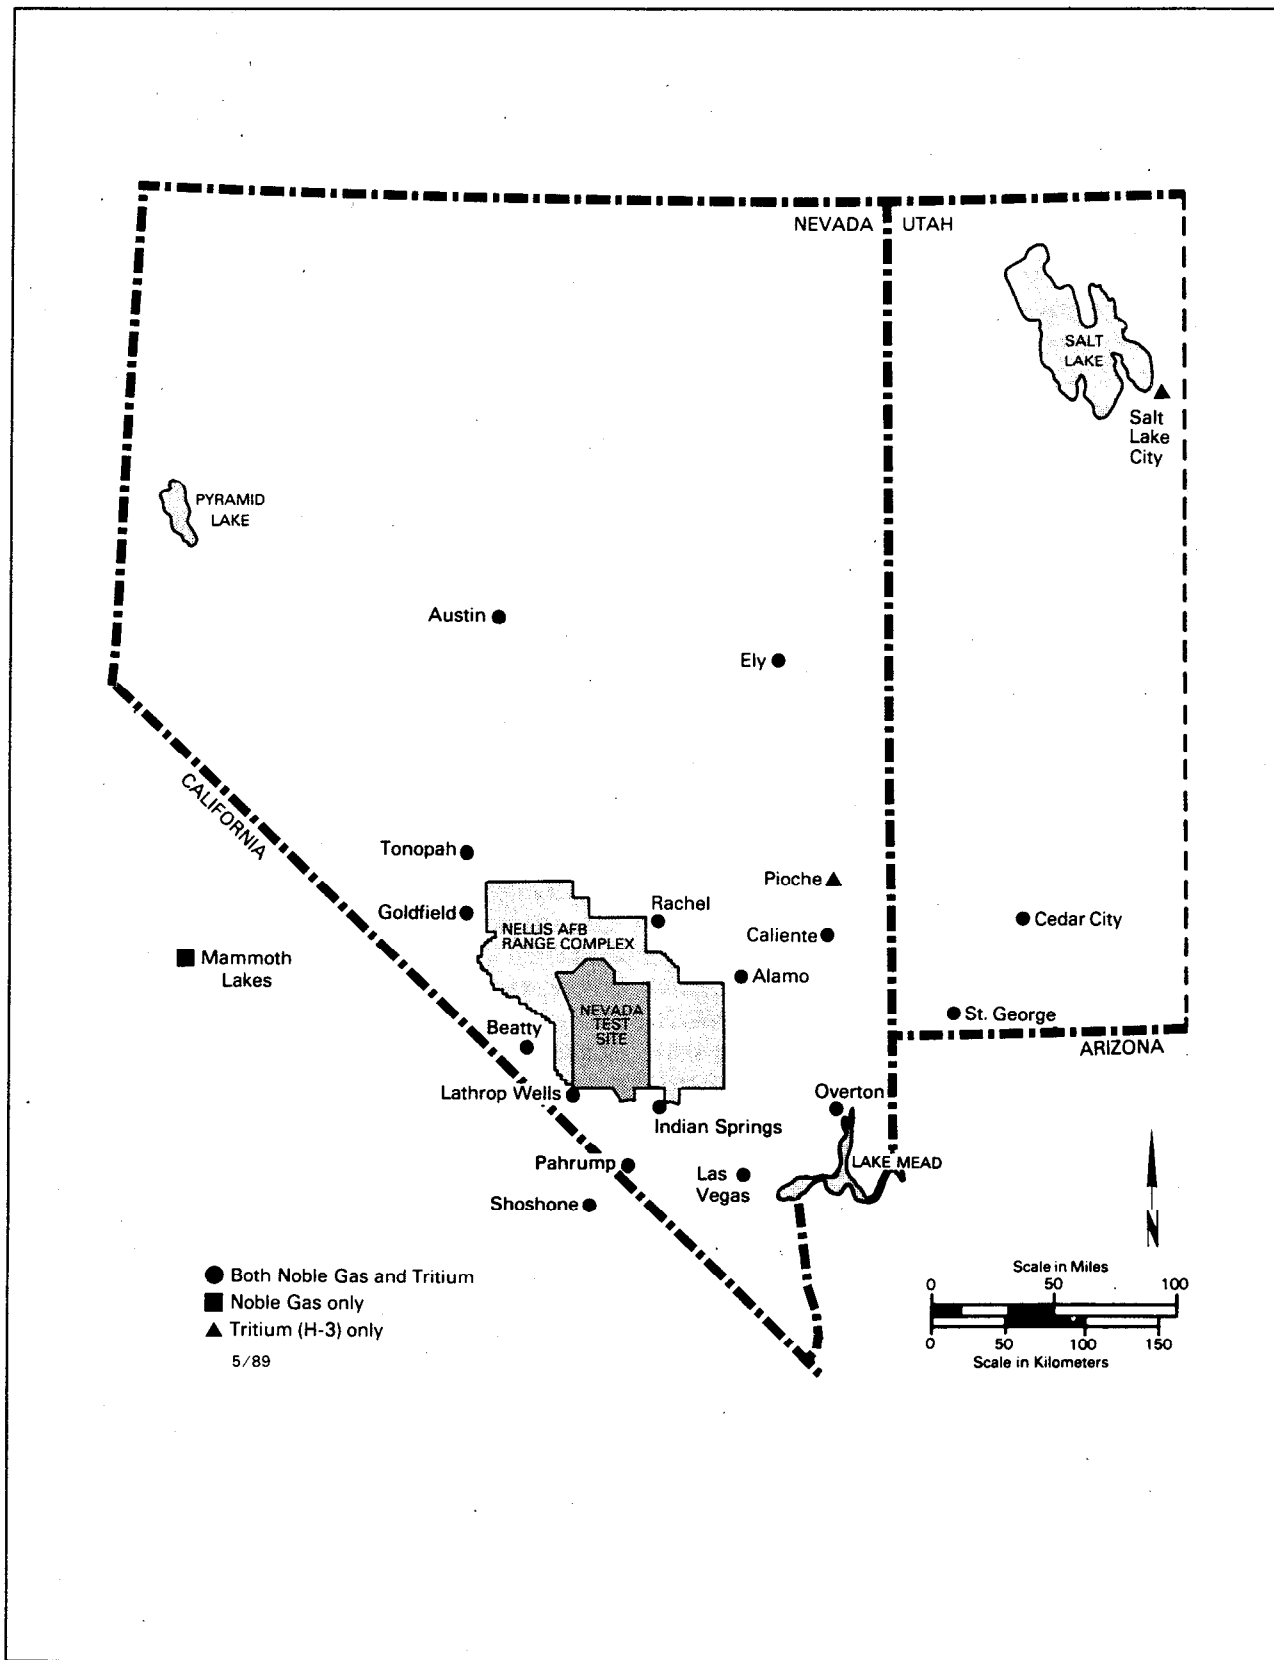 NEVADA
UTAH
SALT
LAKE
Salt
Lake
City
PYRAMID
LAKE
Austin
Ely
CALIFORNIA
Tonopah
Pioche
Goldfield
Rachel
NELLIS AFB
RANGE COMPLEX
Caliente
Cedar City
Mammoth
Lakes
Alamo
NEVADA
TEST
SITE
Beatty
St. George
ARIZONA
Lathrop Wells
Overton
Indian Springs
Pahrump
Las
Vegas
LAKE MEAD
Shoshone
N
Both Noble Gas and Tritium
Noble Gas only
Tritium (H-3) only
5/89
Scale in Miles
0 50 100
0 50 100 150
Scale in Kilometers